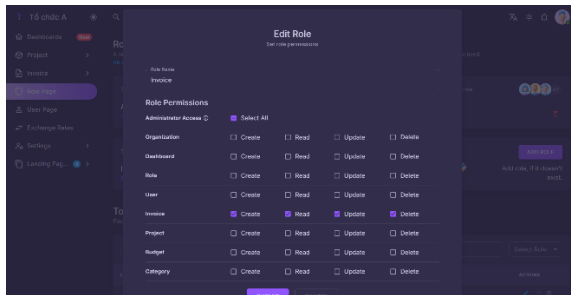 Tổ chức A
Dashboards
New
Project
Invoice
Role Page
User Page
Exchange Rates
Settings
Landing Pag...
Edit Role
Set role permissions
Role Name
Invoice
Role Permissions
Administrator Access Select All
Organization Create Read Update Delete
Dashboard Create Read Update Delete
Role Create Read Update Delete
User Create Read Update Delete
Invoice Create Read Update Delete
Project Create Read Update Delete
Budget Create Read Update Delete
Category Create Read Update Delete
ADD ROLE
Add role, if it doesn't
exist.
Select Role
ACTIONS